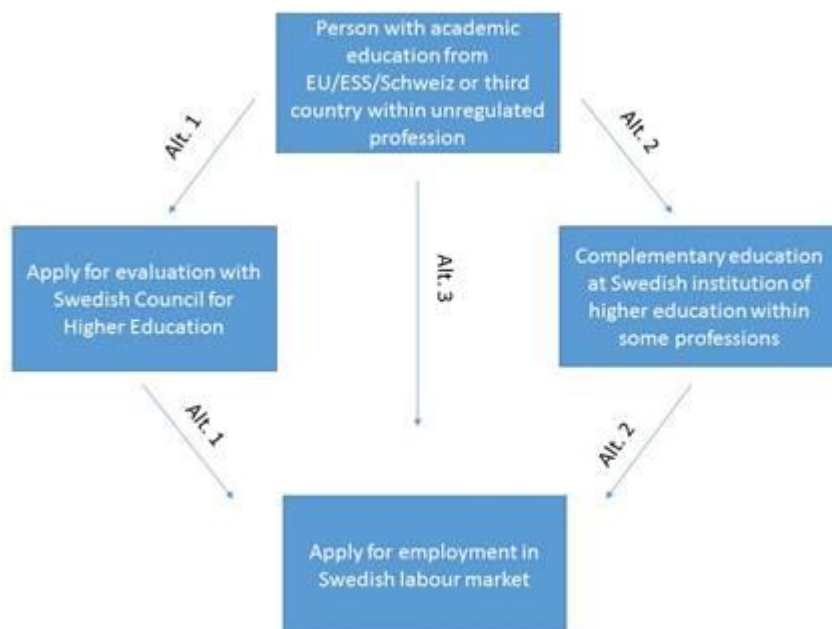 Person with academic
education from
EU/ESS/Schweiz or third
country within unregulated
profession
Alt. 1
Alt. 2
Apply for evaluation with
Swedish Council for
Higher Education
Alt. 3
Complementary education
at Swedish institution of
higher education within
some professions
Alt. 1
Alt. 2
Apply for employment in
Swedish labour market